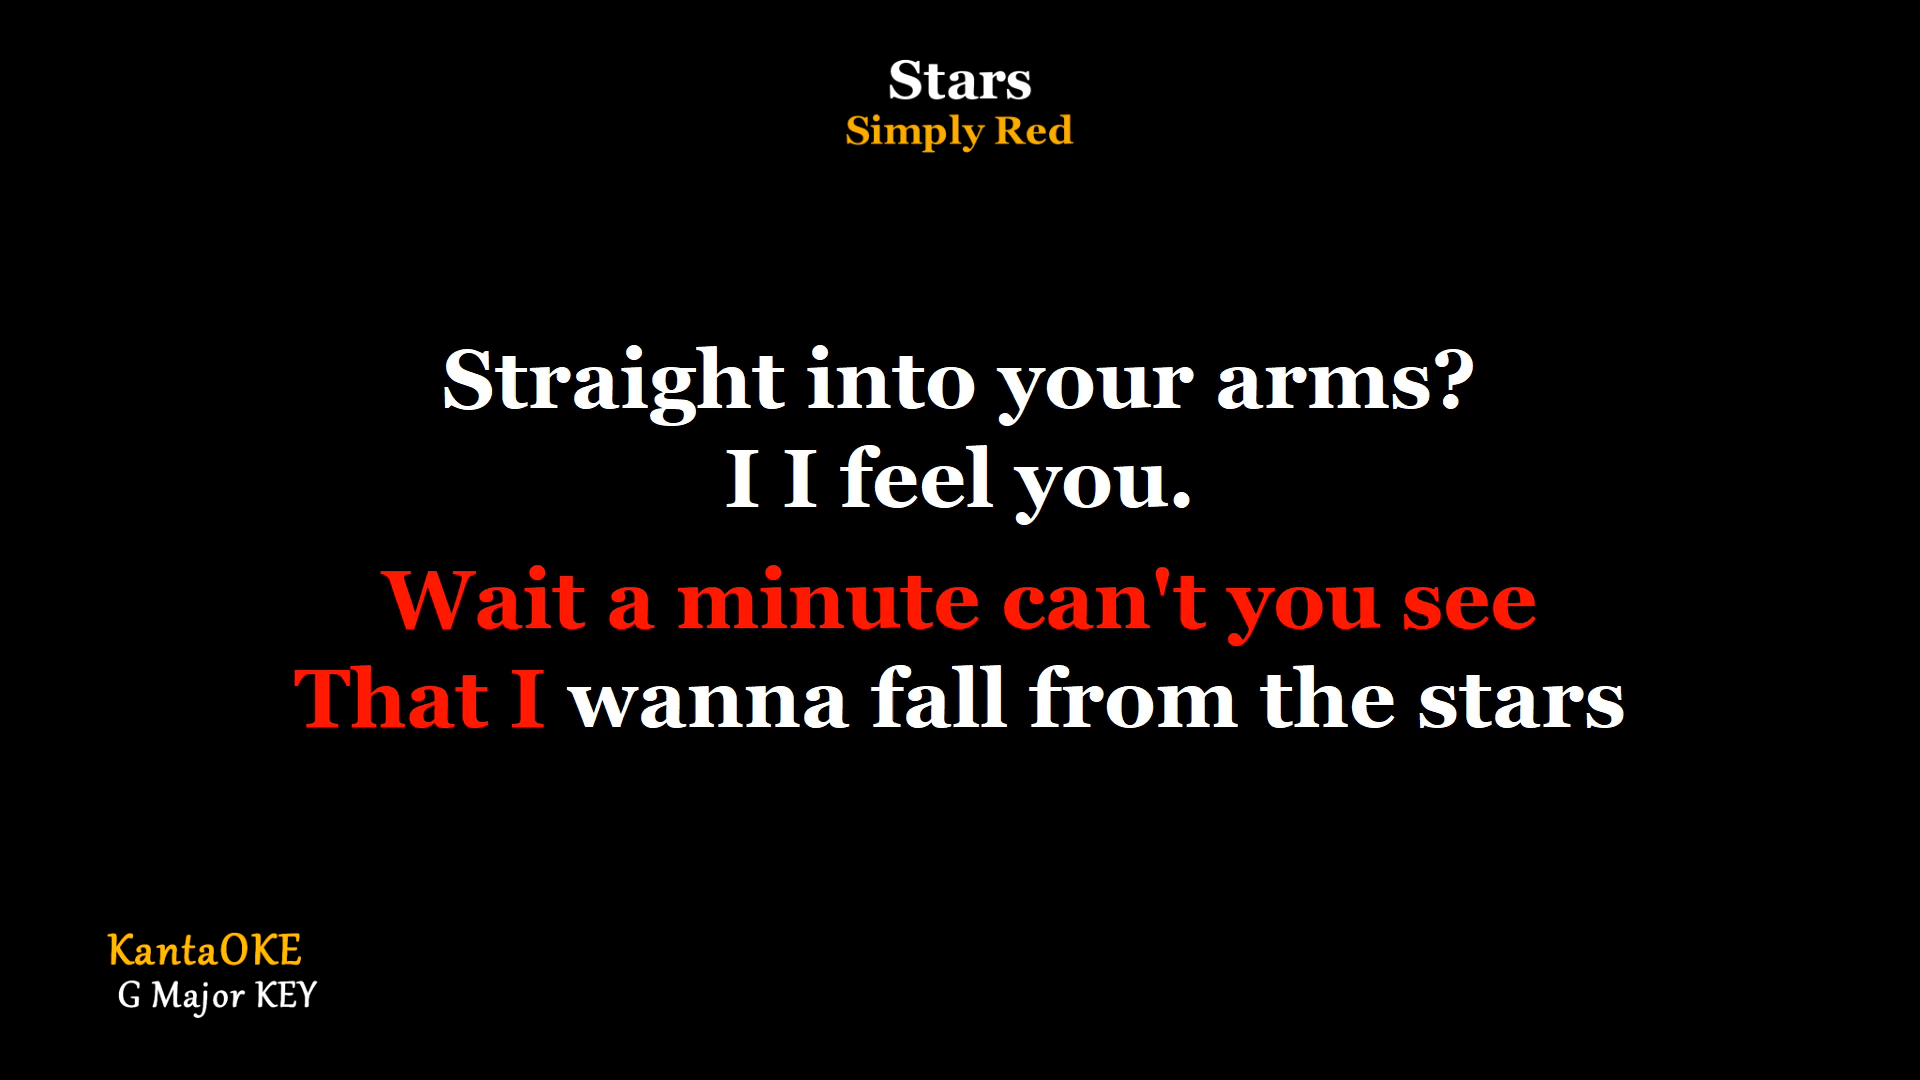 Stars
Simply Red
Straight into your arms?
I I feel you.
Wait a minute can't you see
That I wanna fall from the stars
KantaOKE
G Major KEY